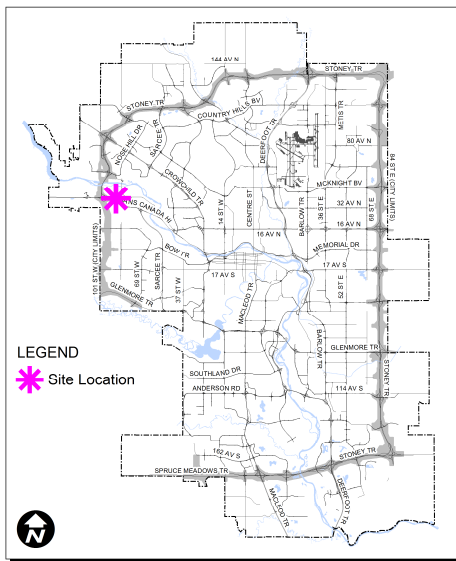 144 AV N
STONEY TR
STONEY TR
COUNTRY HILLS BV
METIS TR
DEERFOOT TR
NOSE HILL DR
SARCEE TR
80 AV N
84 ST E (CITY LIMITS)
CROWCHILD TR
MCKNIGHT BV
14 ST W
CENTRE ST
BARLOW TR
36 ST E
32 AV N
68 ST E
TRANS CANADA HI
16 AV N
16 AV N
MEMORIAL DR
101 ST W (CITY LIMITS)
69 ST W
SARCEE TR
BOW TR
37 ST W
17 AV S
17 AV S
52 ST E
GLENMORE TR
MACLEOD TR
BARLOW TR
GLENMORE TR
STONEY TR
LEGEND
Site Location
SOUTHLAND DR
ANDERSON RD
114 AV S
162 AV S
STONEY TR
SPRUCE MEADOWS TR
MACLEOD TR
DEERFOOT TR
N